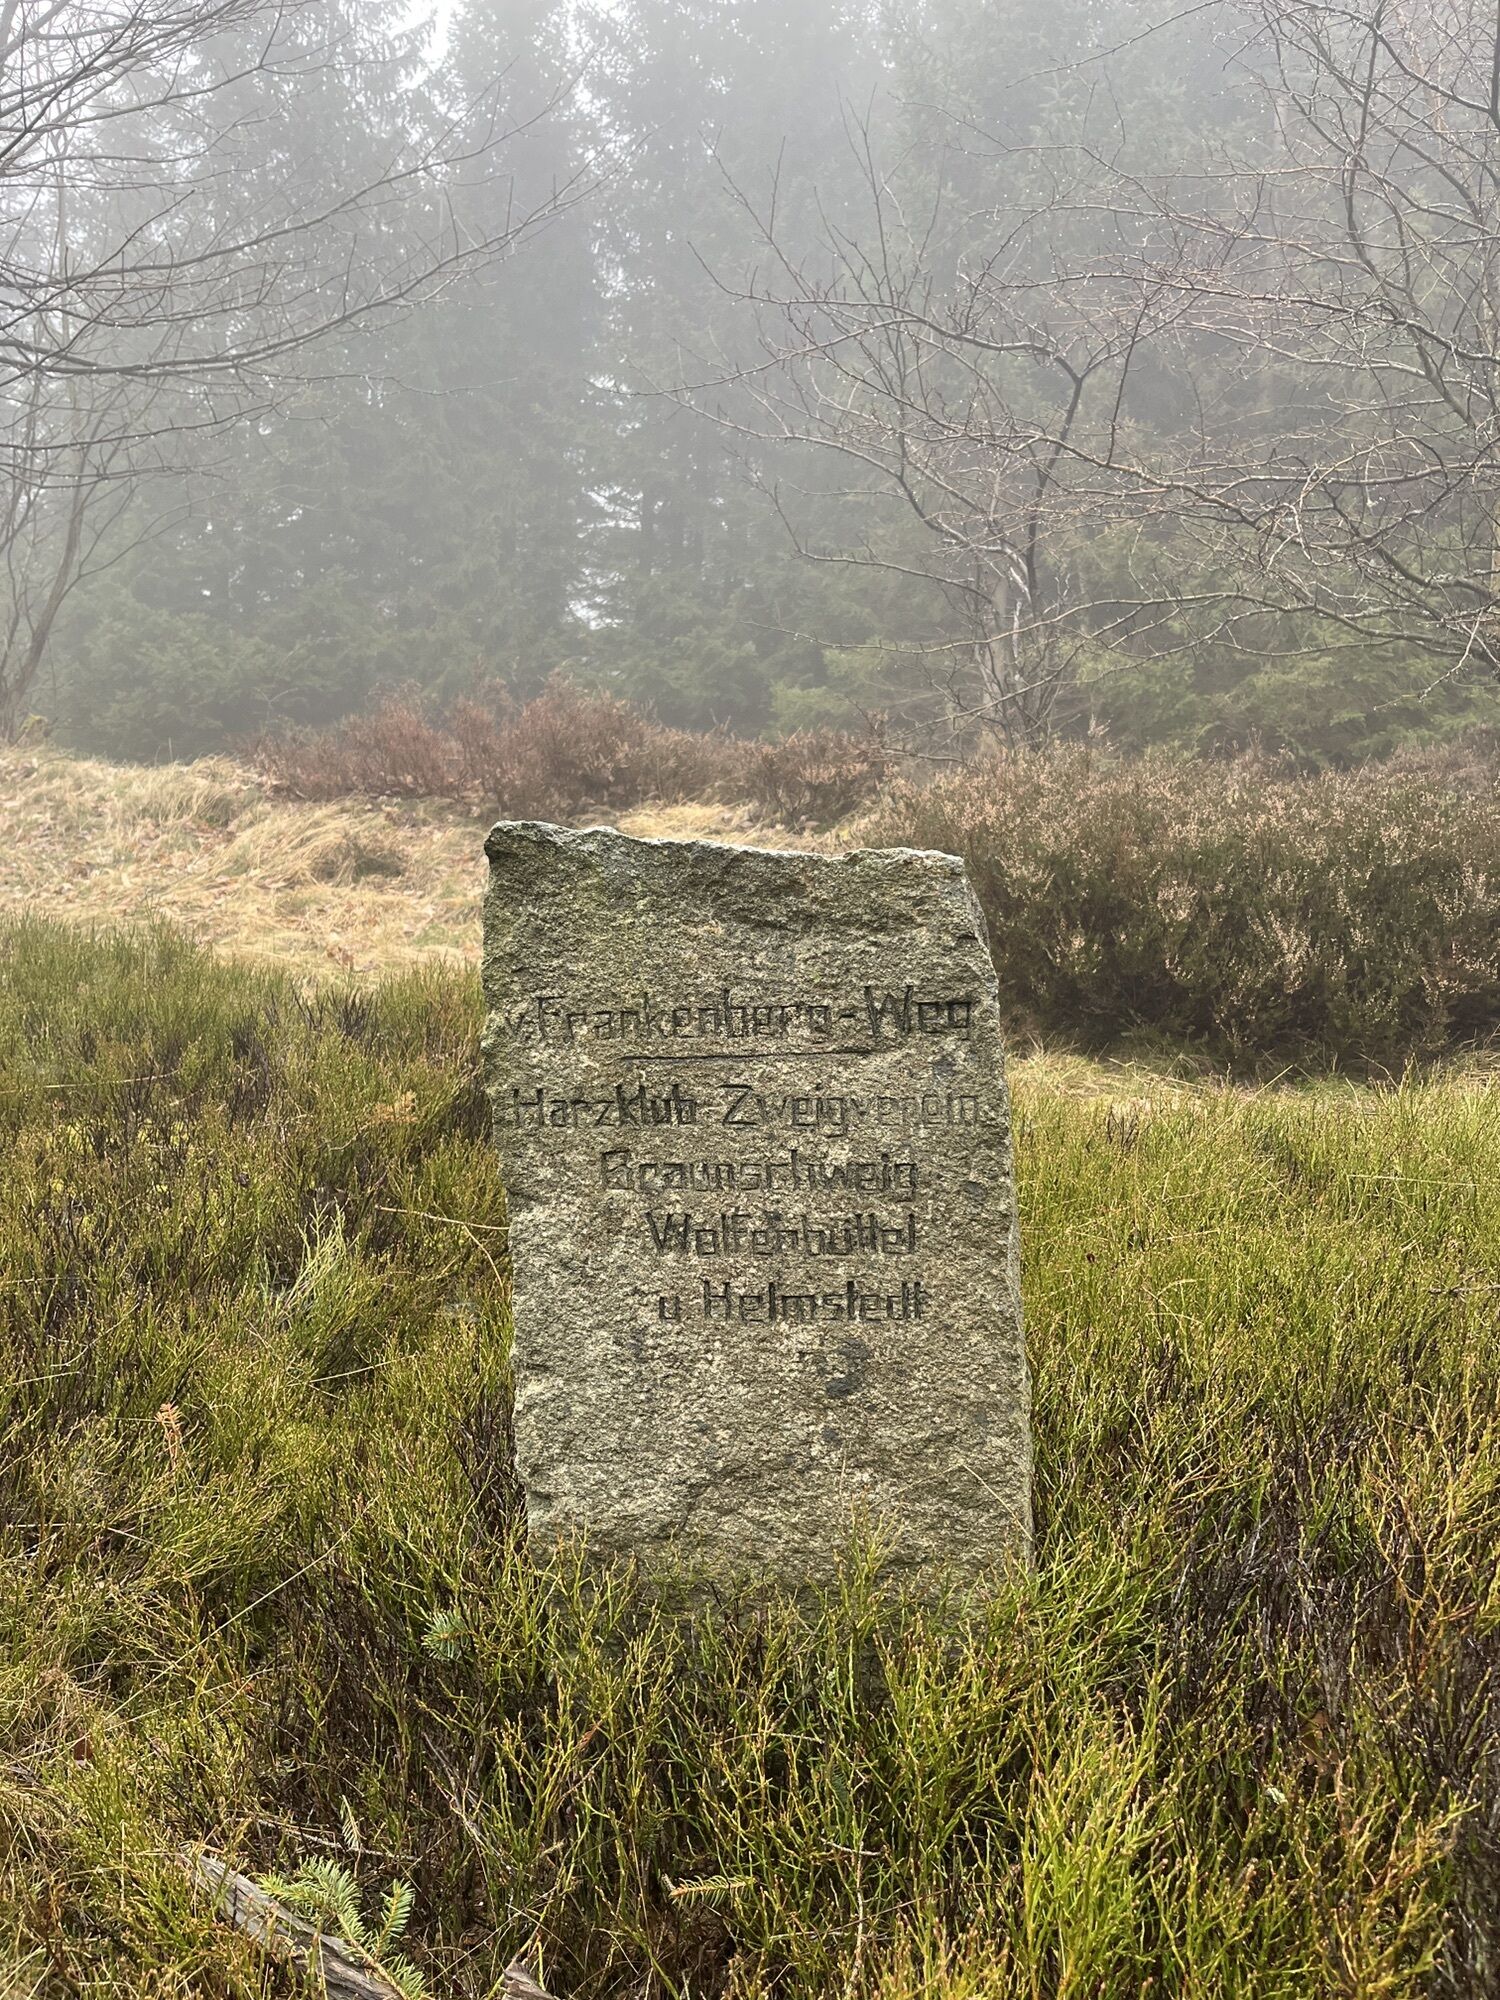 v. Frankenberg-Weg
Harzklub Zweigverein
Braunschweig
Wolfenbüttel
u. Helmstedt